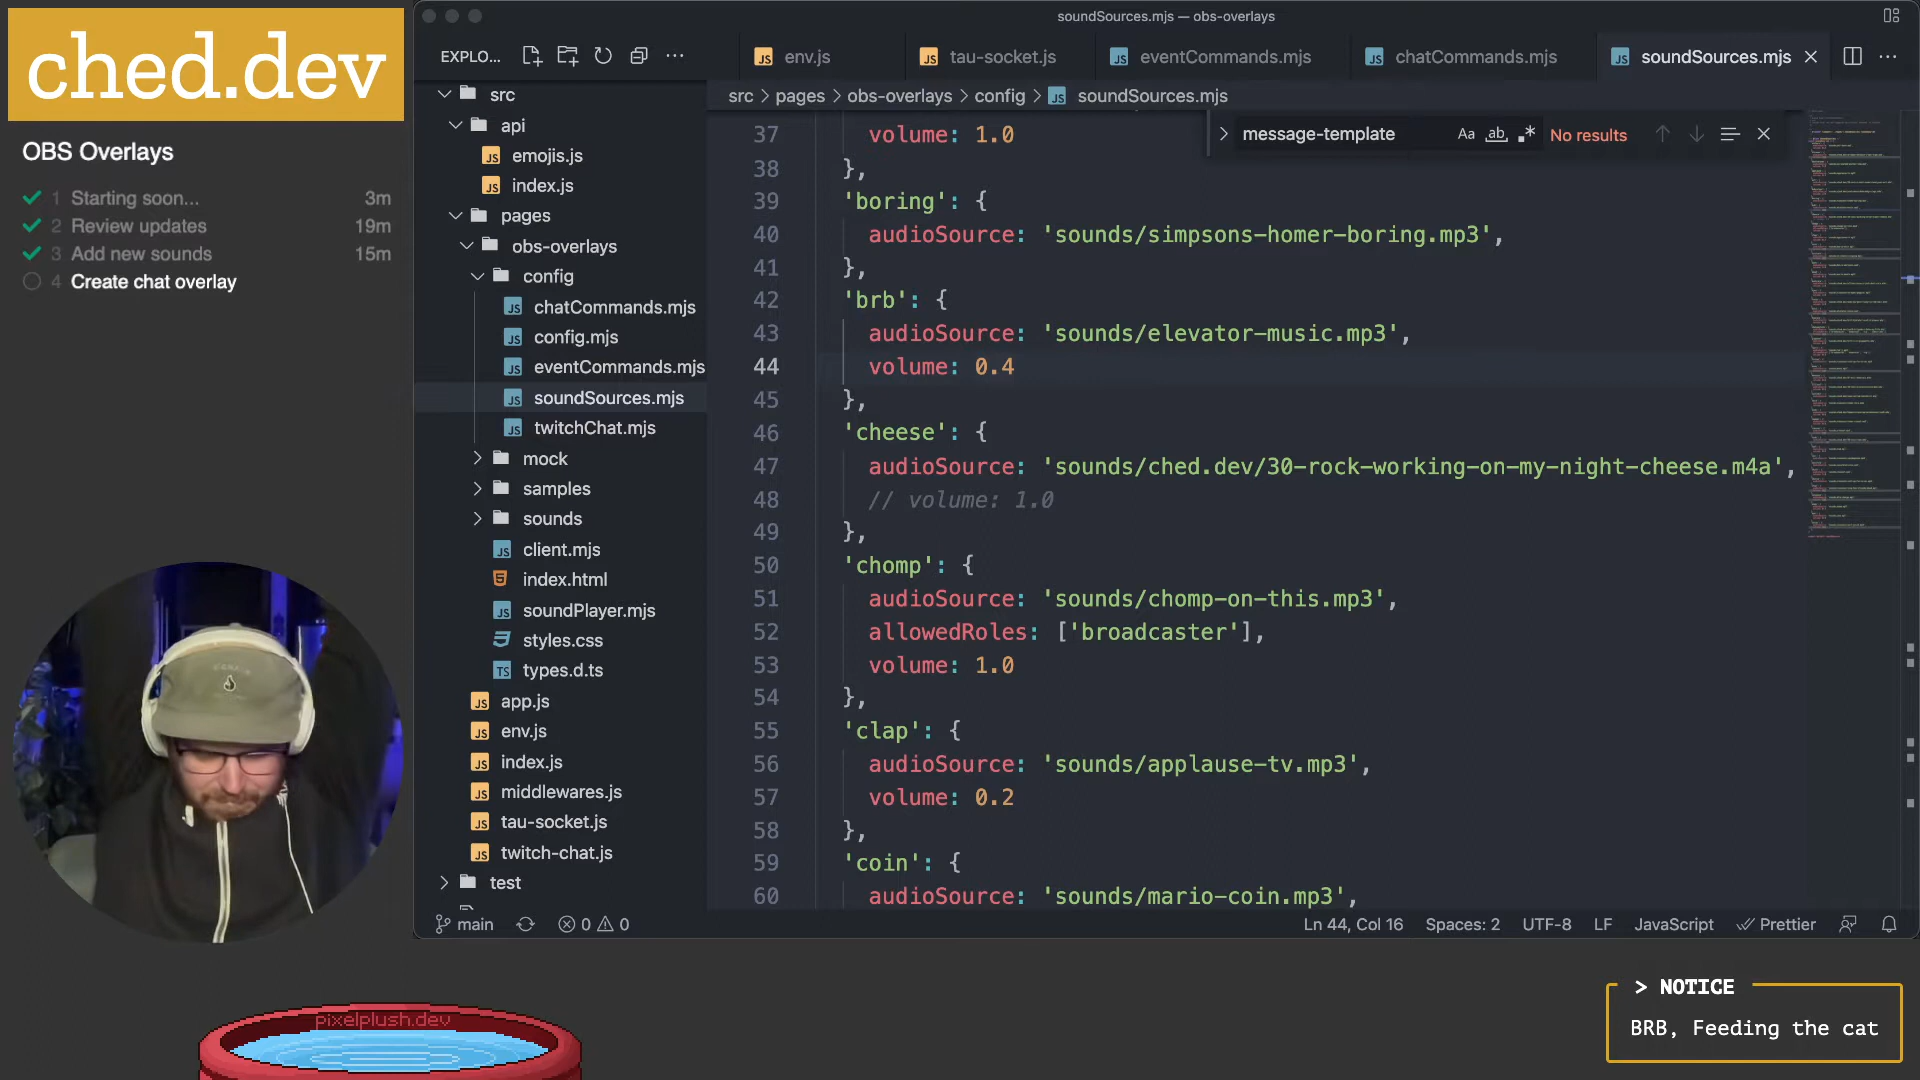 ched.dev
OBS Overlays
1 Starting soon... 3m
2 Review updates 19m
3 Add new sounds 15m
4 Create chat overlay
soundSources.mjs — obs-overlays
EXPLO...
env.js
tau-socket.js
eventCommands.mjs
chatCommands.mjs
soundSources.mjs
src > pages > obs-overlays > config > JS soundSources.mjs
message-template
Aa ab .* No results
src
api
emojis.js
index.js
pages
obs-overlays
config
chatCommands.mjs
config.mjs
eventCommands.mjs
soundSources.mjs
twitchChat.mjs
mock
samples
sounds
client.mjs
index.html
soundPlayer.mjs
styles.css
types.d.ts
app.js
env.js
index.js
middlewares.js
tau-socket.js
twitch-chat.js
test
37 volume: 1.0
38 },
39 'boring': {
40 audioSource: 'sounds/simpsons-homer-boring.mp3',
41 },
42 'brb': {
43 audioSource: 'sounds/elevator-music.mp3',
44 volume: 0.4
45 },
46 'cheese': {
47 audioSource: 'sounds/ched.dev/30-rock-working-on-my-night-cheese.m4a',
48 // volume: 1.0
49 },
50 'chomp': {
51 audioSource: 'sounds/chomp-on-this.mp3',
52 allowedRoles: ['broadcaster'],
53 volume: 1.0
54 },
55 'clap': {
56 audioSource: 'sounds/applause-tv.mp3',
57 volume: 0.2
58 },
59 'coin': {
60 audioSource: 'sounds/mario-coin.mp3',
main 0 0
Ln 44, Col 16 Spaces: 2 UTF-8 LF JavaScript Prettier
pixelplush.dev
> NOTICE
BRB, Feeding the cat